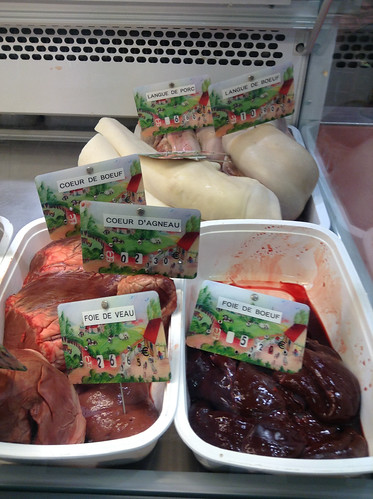 LANGUE DE PORC
LANGUE DE BOEUF
COEUR DE BOEUF
COEUR D'AGNEAU
FOIE DE VEAU
FOIE DE BOEUF